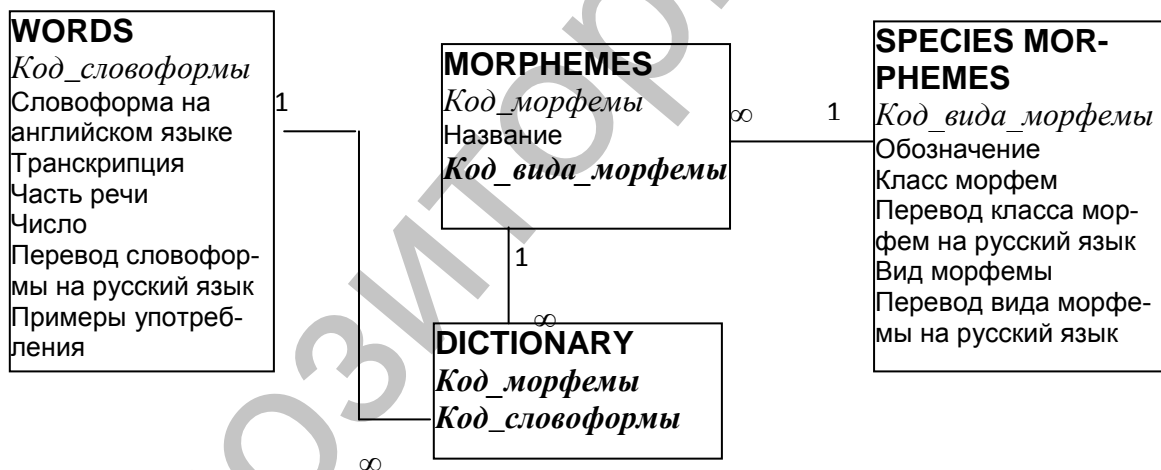 WORDS
Код_словоформы
Словоформа на
английском языке
Транскрипция
Часть речи
Число
Перевод словофор-
мы на русский язык
Примеры употреб-
ления
1
MORPHEMES
Код_морфемы
Название
Код_вида_морфемы
∞
1
SPECIES MOR-
PHEMES
Код_вида_морфемы
Обозначение
Класс морфем
Перевод класса мор-
фем на русский язык
Вид морфемы
Перевод вида морфе-
мы на русский язык
1
∞
DICTIONARY
Код_морфемы
Код_словоформы
∞